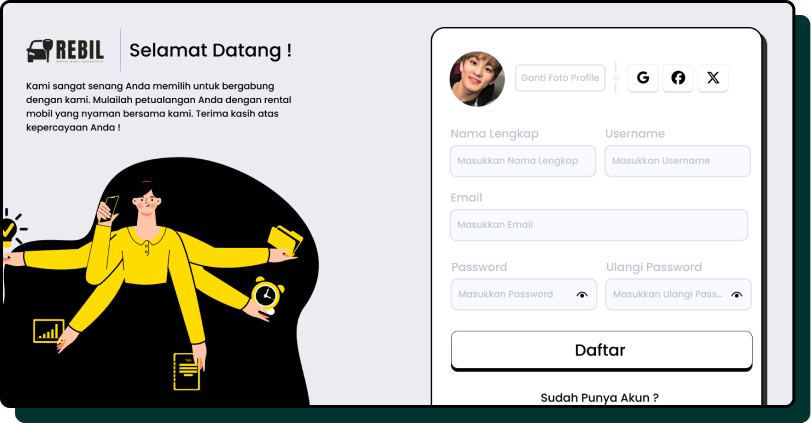 REBIL
Selamat Datang !
Kami sangat senang Anda memilih untuk bergabung
dengan kami. Mulailah petualangan Anda dengan rental
mobil yang nyaman bersama kami. Terima kasih atas
kepercayaan Anda !
Ganti Foto Profile
or
Nama Lengkap
Username
Masukkan Nama Lengkap
Masukkan Username
Email
Masukkan Email
Password
Ulangi Password
Masukkan Password
Masukkan Ulangi Pass...
Daftar
Sudah Punya Akun ?